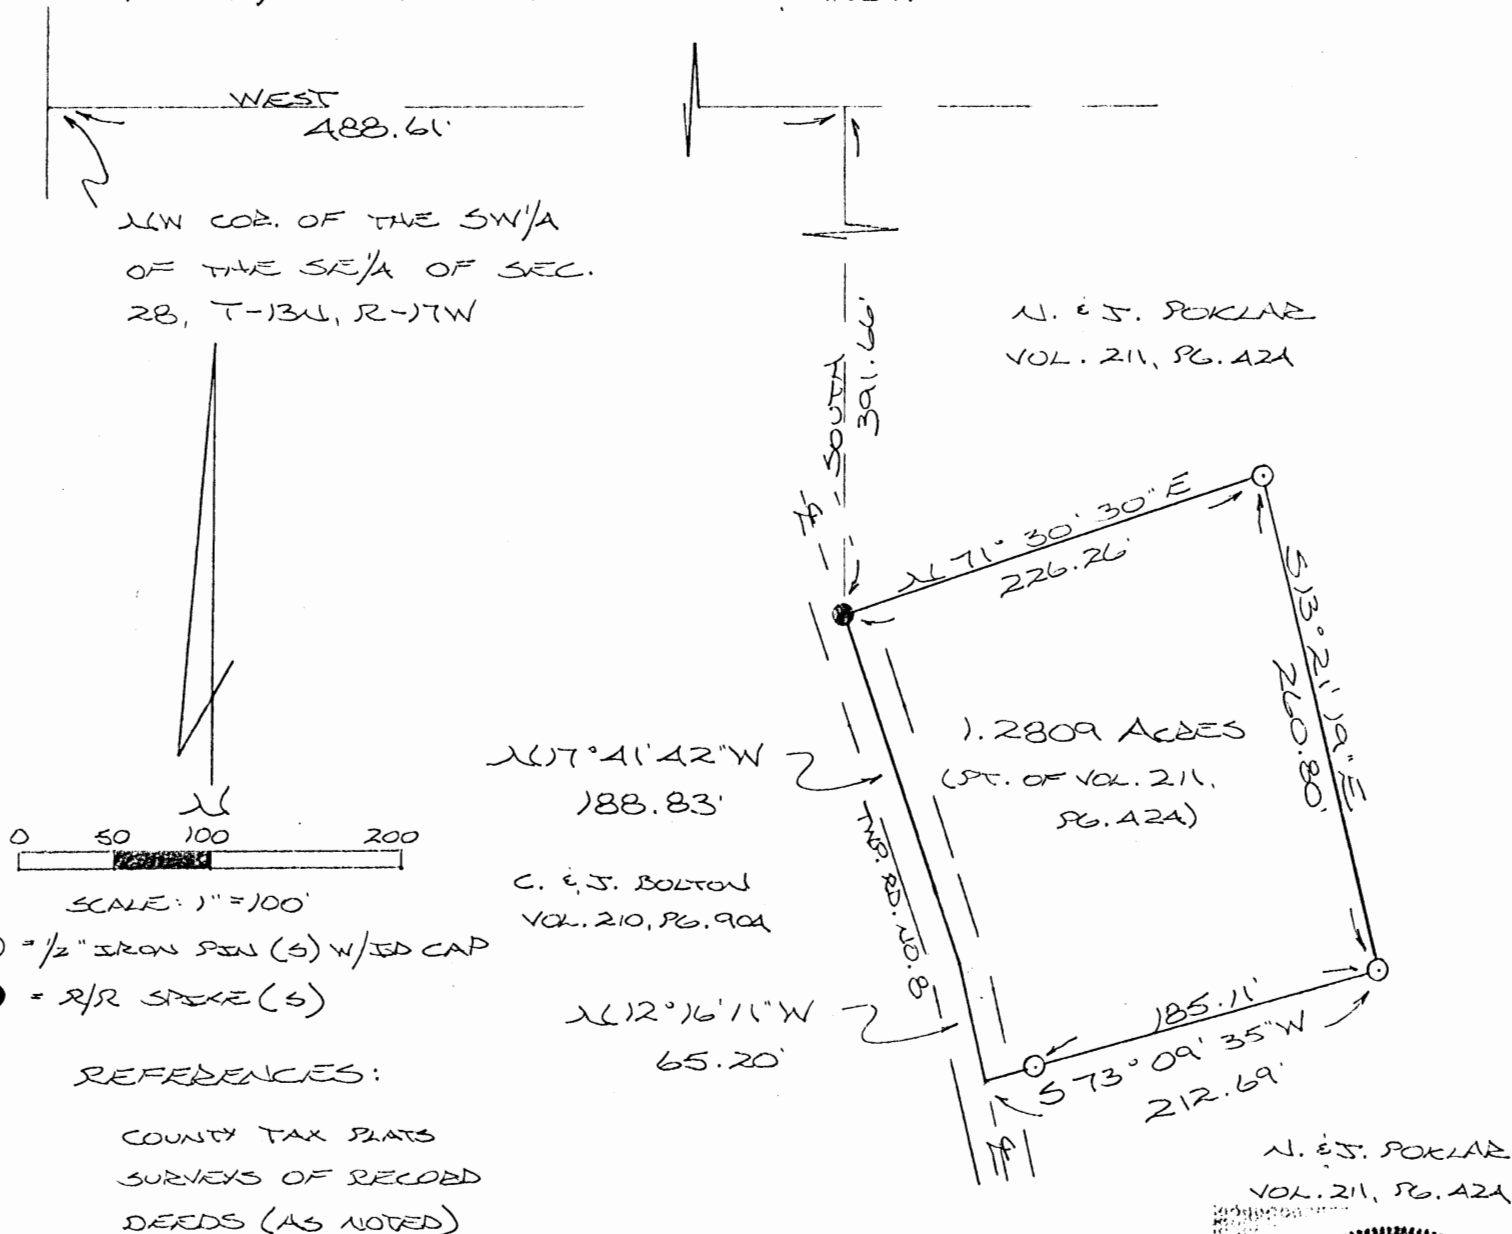 WEST
488.61'
NW COR. OF THE SW1/4
OF THE SE1/4 OF SEC.
28, T-13N, R-17W
N. & J. POKLAR
VOL. 211, PG. 424
SOUTH
391.66'
N 71° 30' 30" E
226.26'
S 13° 21' 19" E
260.80'
1.2809 ACRES
(PT. OF VOL. 211,
PG. 424)
N 17° 41' 42" W
188.83'
TWP. RD. NO. 8
N
0 50 100 200
SCALE: 1" = 100'
= 1/2" IRON PIN (S) W/ID CAP
= R/R SPIKE (S)
C. & J. BOLTON
VOL. 210, PG. 904
N 12° 16' 11" W
65.20'
185.11'
S 73° 09' 35" W
212.69'
REFERENCES:
COUNTY TAX PLATS
SURVEYS OF RECORD
DEEDS (AS NOTED)
N. & J. POKLAR
VOL. 211, PG. 424